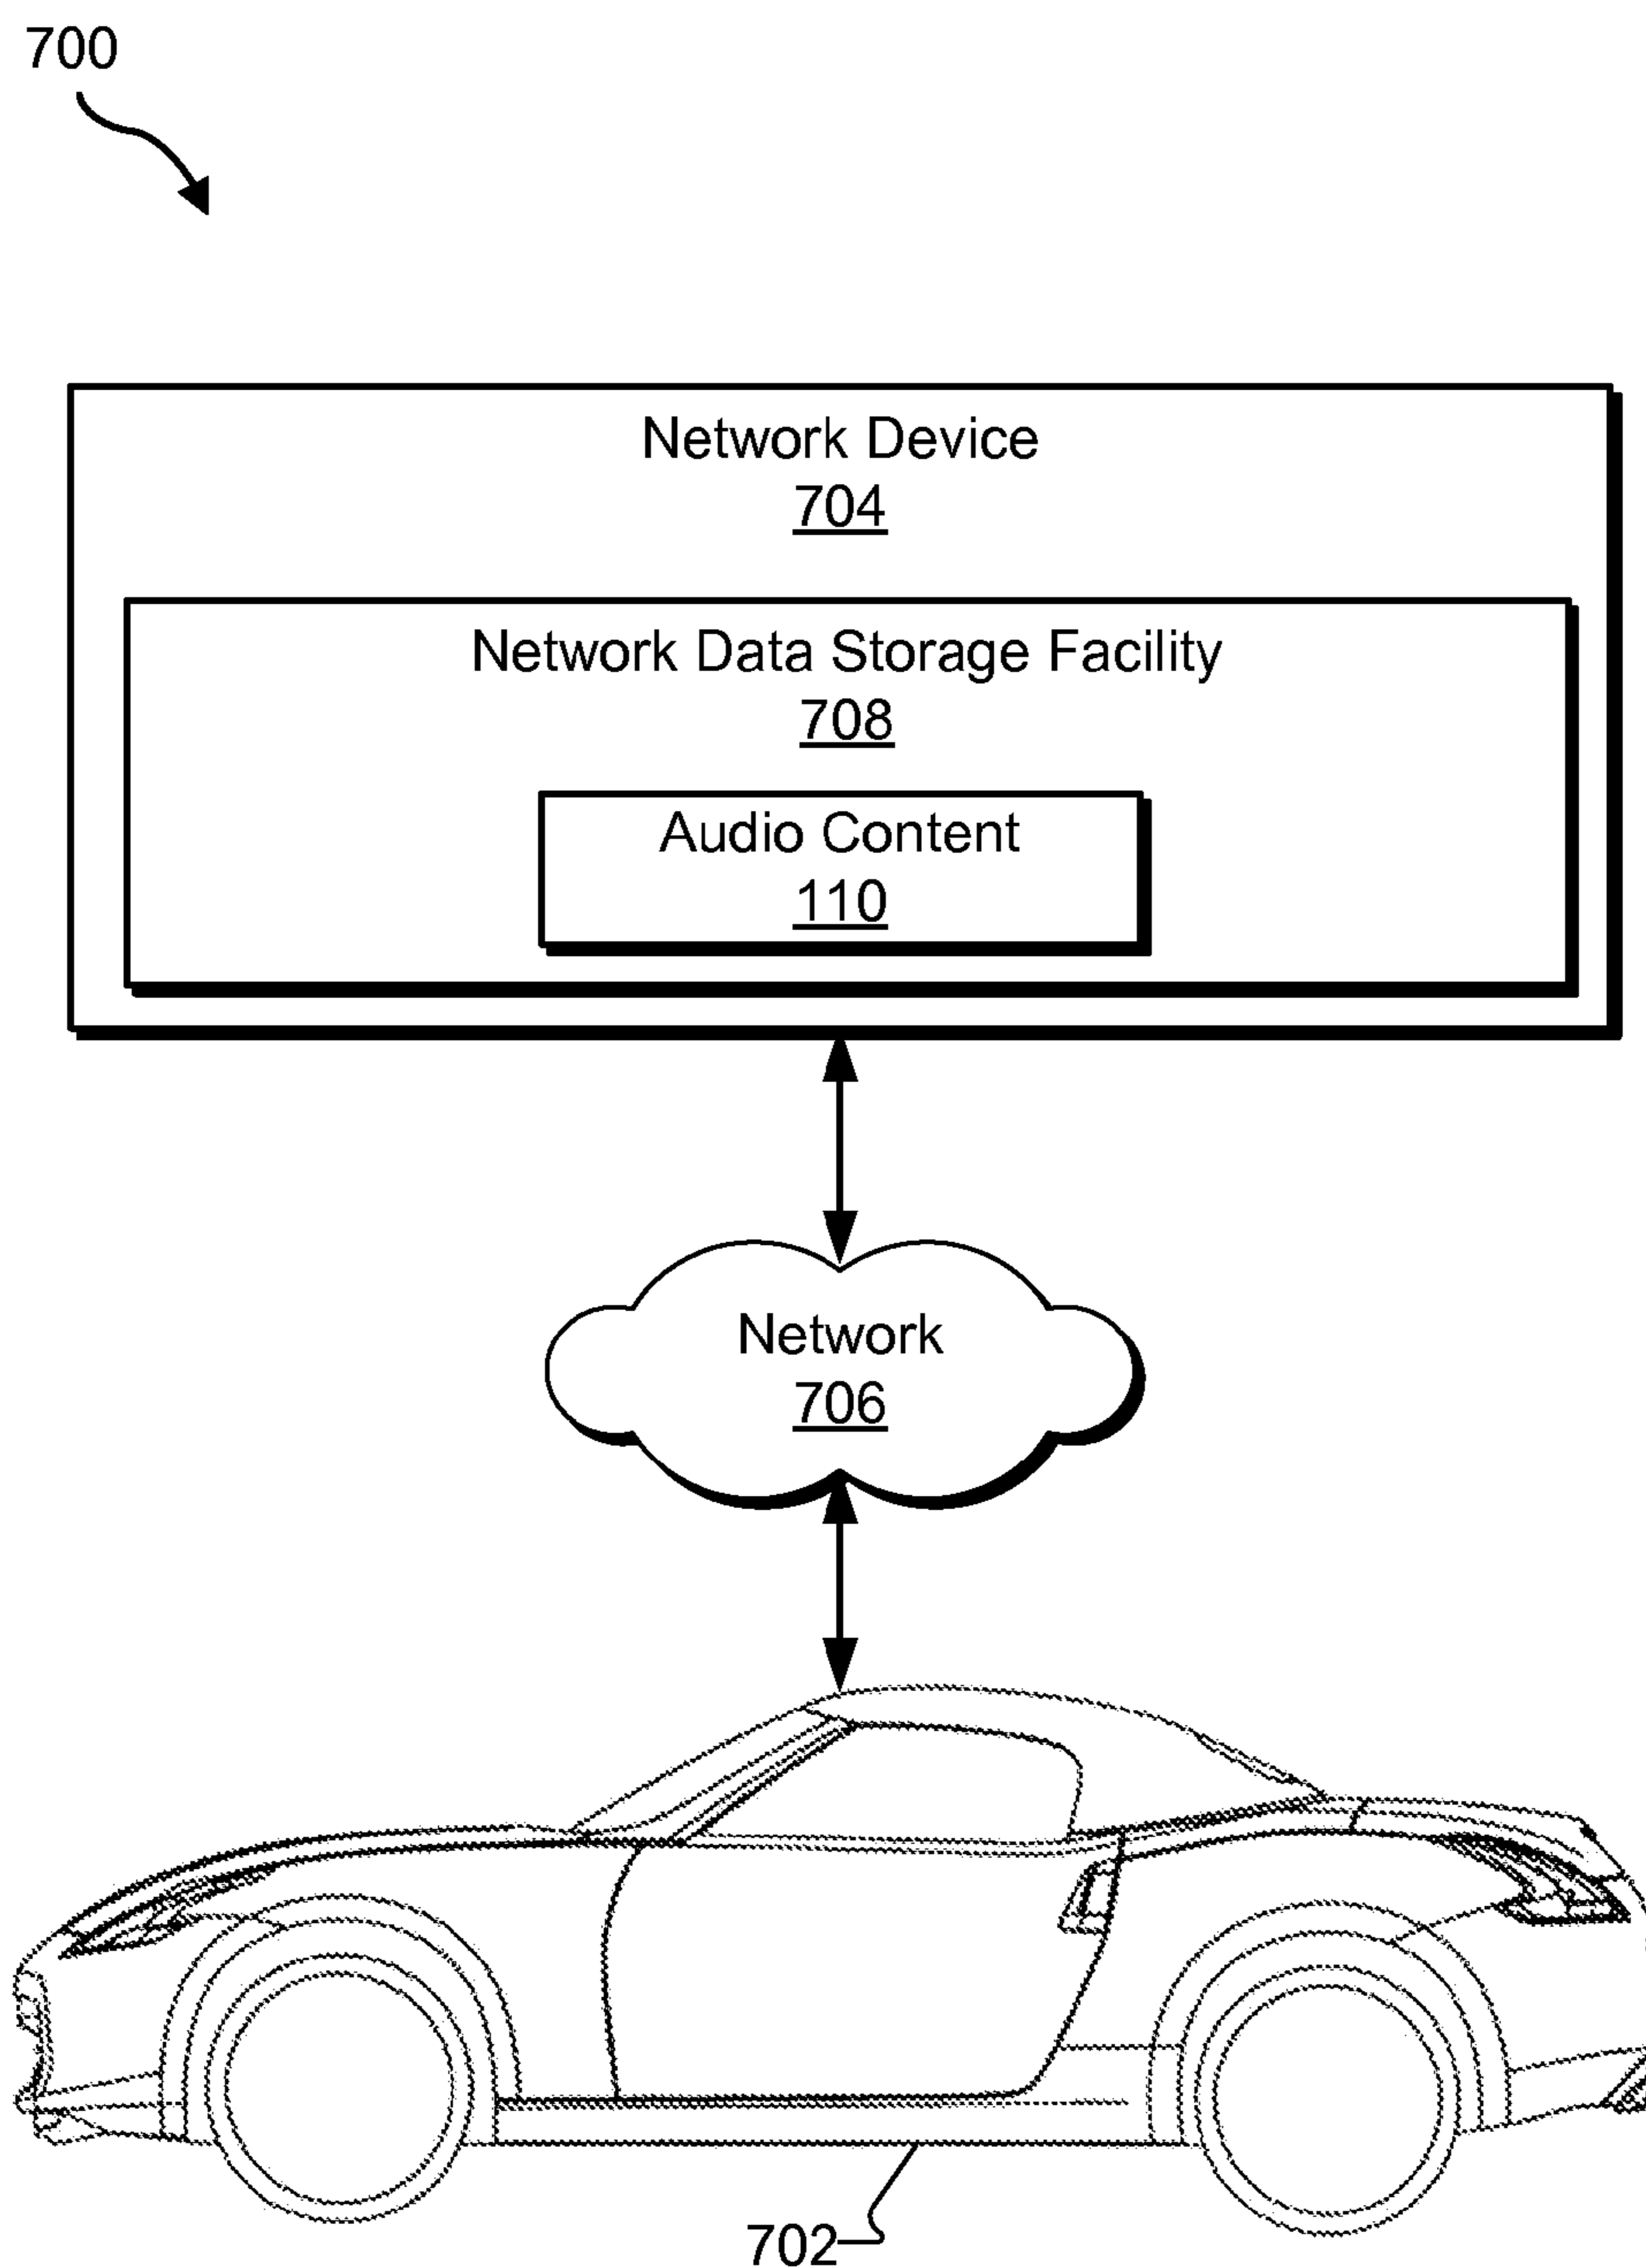 700
Network Device
704
Network Data Storage Facility
708
Audio Content
110
Network
706
702